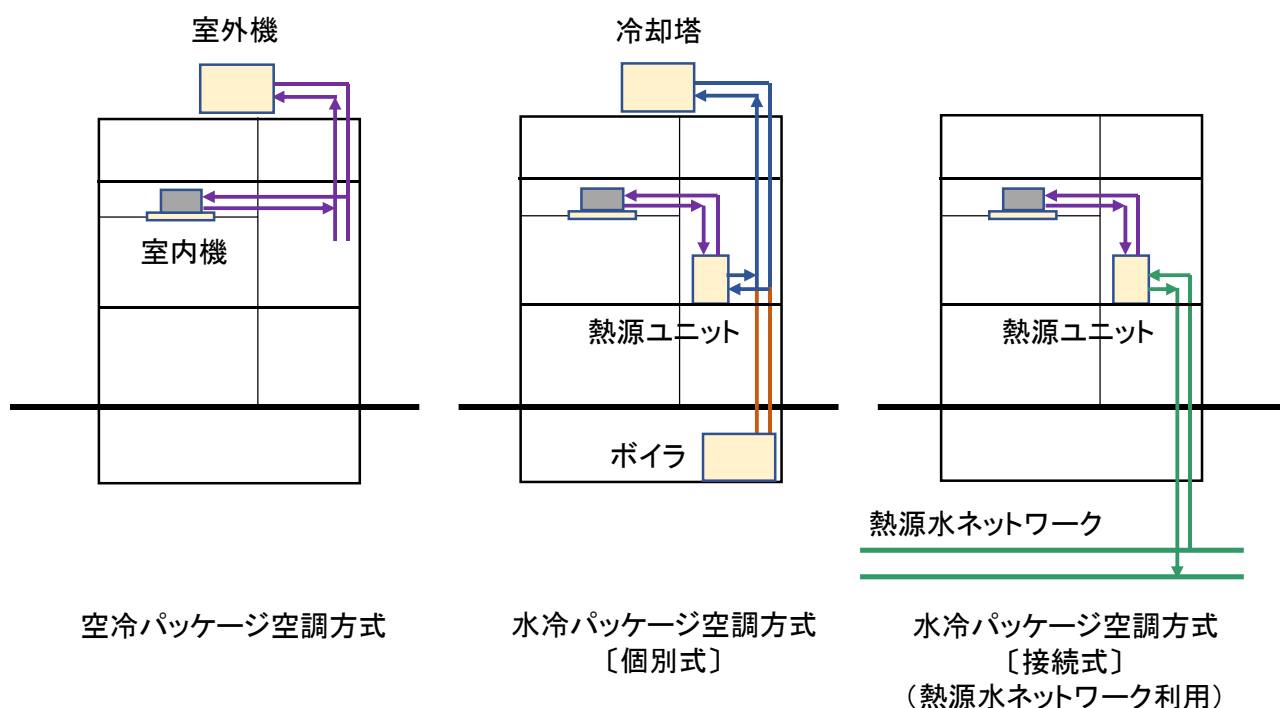 室外機
冷却塔
室内機
熱源ユニット
熱源ユニット
ボイラ
熱源水ネットワーク
空冷パッケージ空調方式
水冷パッケージ空調方式
〔個別式〕
水冷パッケージ空調方式
〔接続式〕
（熱源水ネットワーク利用）